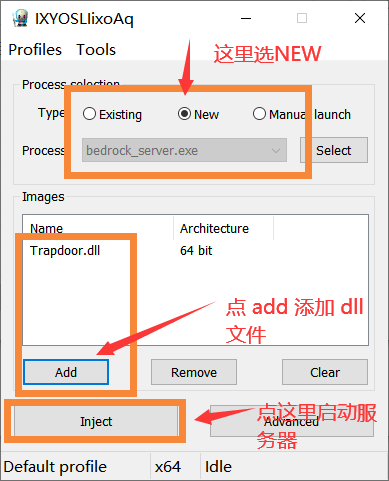 IXYOSLIixoAq
Profiles Tools
这里选NEW
Process selection
Type Existing New Manual launch
Process bedrock_server.exe Select
Images
Name Architecture
Trapdoor.dll 64 bit
点 add 添加 dll
文件
Add Remove Clear
点这里启动服
务器
Inject Advanced
Default profile x64 Idle